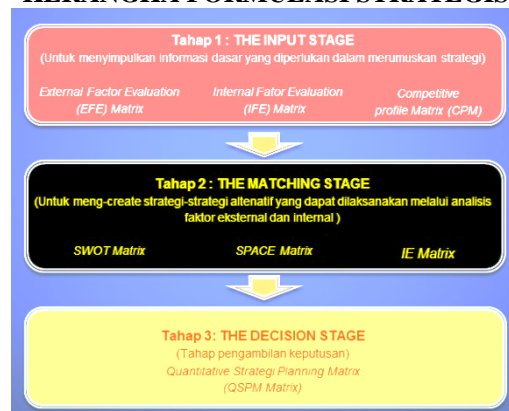 KERANGKA FORMULASI STRATEGIS
Tahap 1 : THE INPUT STAGE
(Untuk menyimpulkan informasi dasar yang diperlukan dalam merumuskan strategi)
External Factor Evaluation
(EFE) Matrix
Internal Fator Evaluation
(IFE) Matrix
Competitive
profile Matrix (CPM)
Tahap 2 : THE MATCHING STAGE
(Untuk meng-create strategi-strategi altenatif yang dapat dilaksanakan melalui analisis
faktor eksternal dan internal )
SWOT Matrix
SPACE Matrix
IE Matrix
Tahap 3: THE DECISION STAGE
(Tahap pengambilan keputusan)
Quantitative Strategi Planning Matrix
(QSPM Matrix)